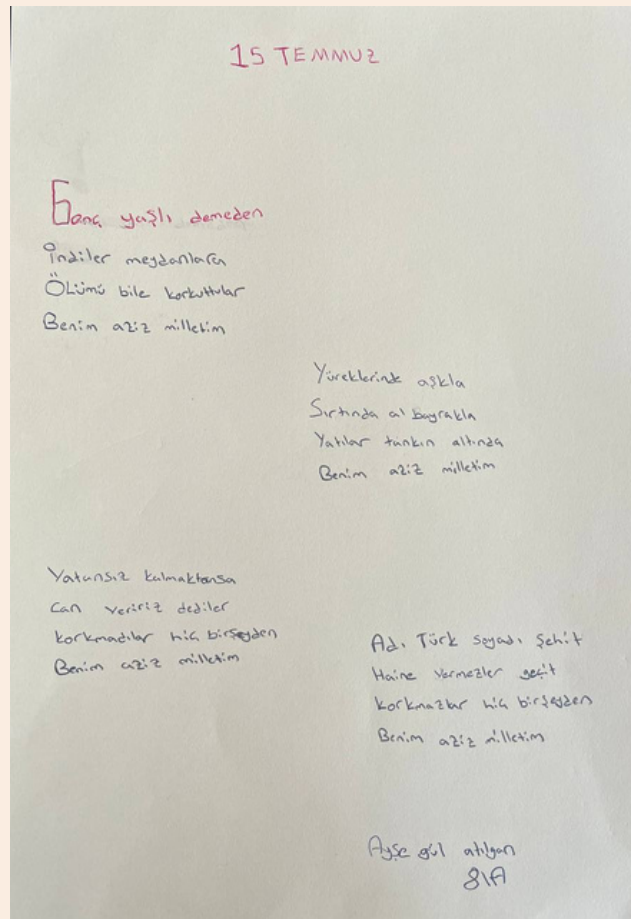 15 TEMMUZ
Genç yaşlı demeden
İndiler meydanlara
Ölümü bile korkuttular
Benim aziz milletim
Yüreklerinde aşkla
Sırtında al bayrakla
Yatılar tankın altında
Benim aziz milletim
Vatansız kalmaktansa
Can veririz dediler
korkmadılar hiç birşeyden
Benim aziz milletim
Adı Türk soyadı şehit
Haine vermezler geçit
korkmazlar hiç birşeyden
Benim aziz milletim
Ayşe gül atılgan
8\A